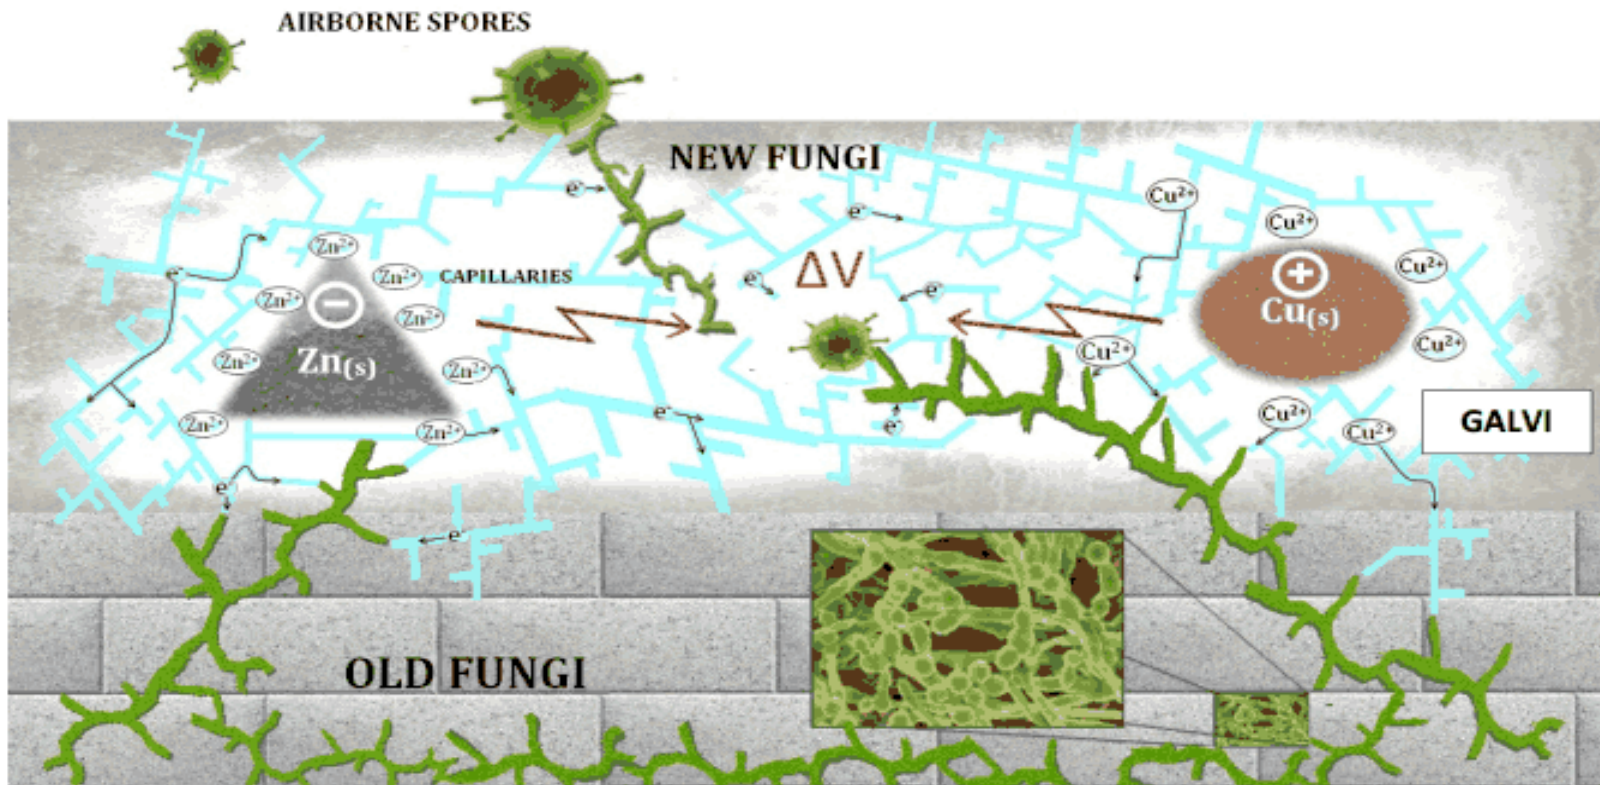 AIRBORNE SPORES
NEW FUNGI
e-
Cu2+
e-
Cu2+
Zn2+
ΔV
e-
Zn2+
CAPILLARIES
Cu2+
Zn2+
−
e-
e-
+
Cu(s)
Zn2+
Zn(s)
Cu2+
Cu2+
Zn2+
Zn2+
e-
Cu2+
GALVI
Zn2+
Zn2+
e-
Cu2+
e-
e-
OLD FUNGI